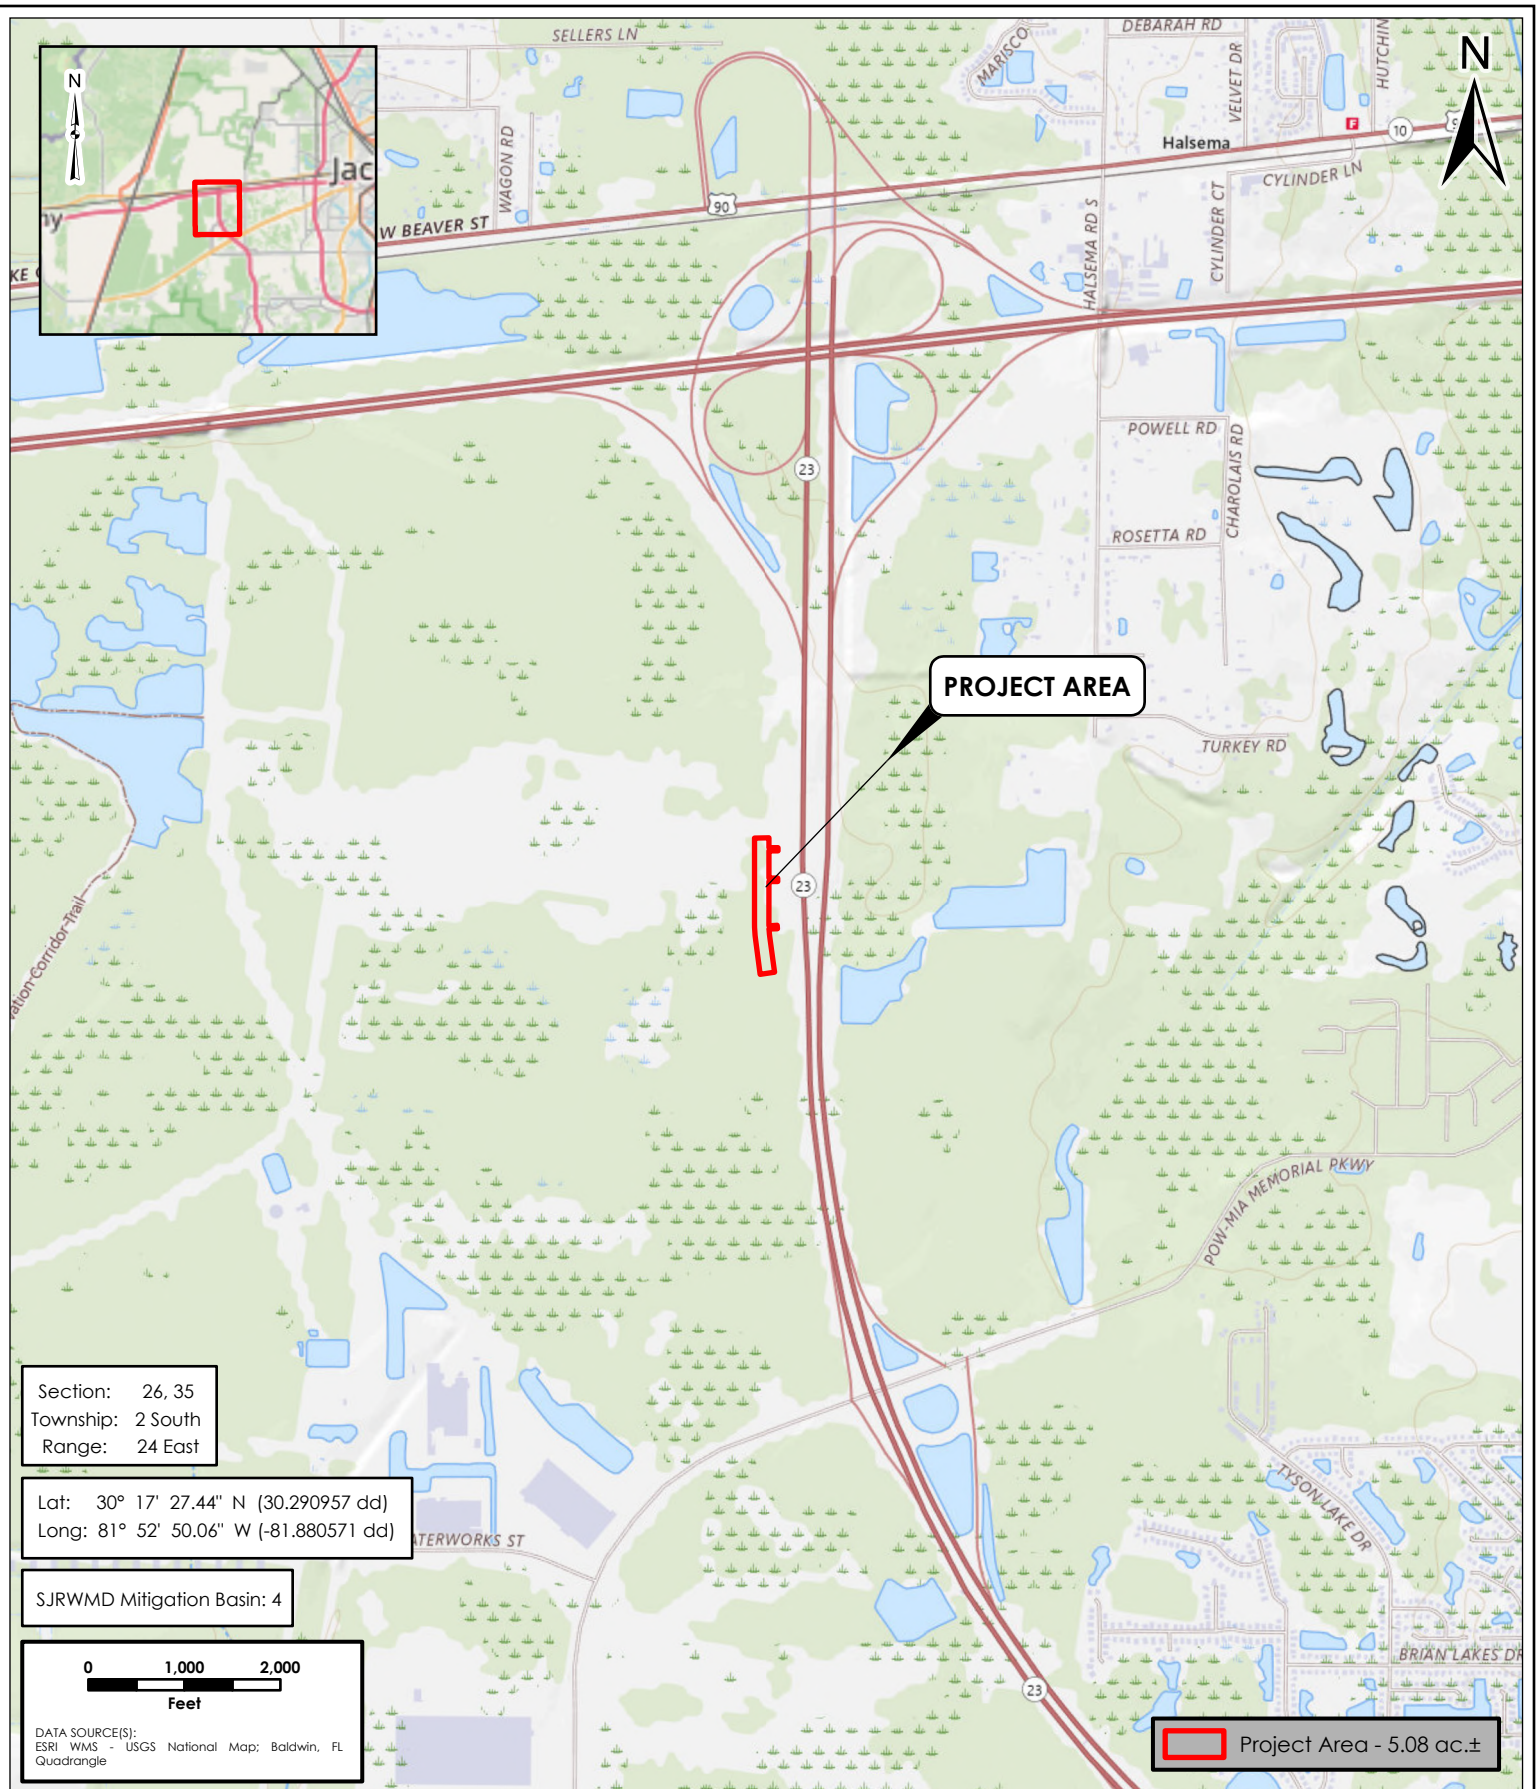 SELLERS LN
MARISCO
DEBARAH RD
VELVET DR
HUTCHIN
N
N
Halsema
F
10
CYLINDER LN
Jac
WAGON RD
90
W BEAVER ST
HALSEMA RD S
CYLINDER CT
ny
KE
23
POWELL RD
CHAROLAIS RD
ROSETTA RD
PROJECT AREA
TURKEY RD
23
vation-Corridor-Trail
POW-MIA MEMORIAL PKWY
Section: 26, 35
Township: 2 South
Range: 24 East
Lat: 30° 17' 27.44" N (30.290957 dd)
Long: 81° 52' 50.06" W (-81.880571 dd)
ATERWORKS ST
TYSON LAKE DR
SJRWMD Mitigation Basin: 4
BRIAN LAKES DR
0 1,000 2,000
Feet
23
DATA SOURCE(S):
ESRI WMS - USGS National Map; Baldwin, FL
Quadrangle
Project Area - 5.08 ac.±